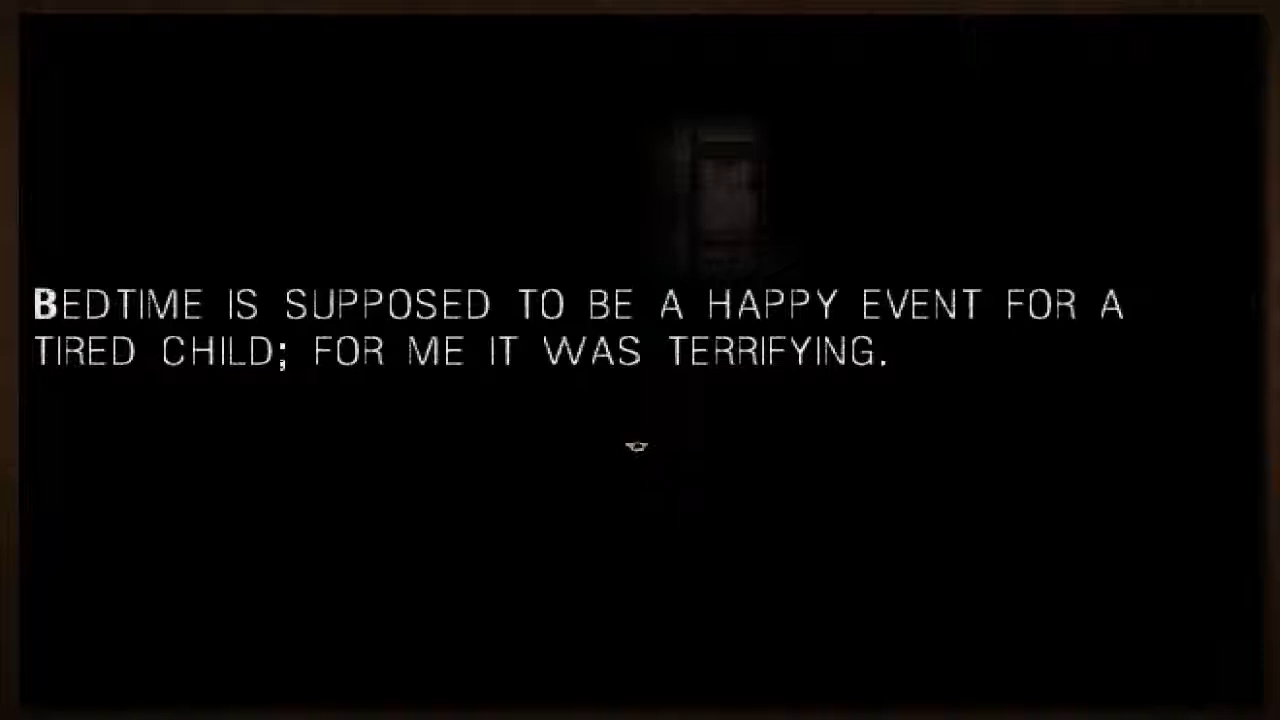 BEDTIME IS SUPPOSED TO BE A HAPPY EVENT FOR A
TIRED CHILD; FOR ME IT WAS TERRIFYING.